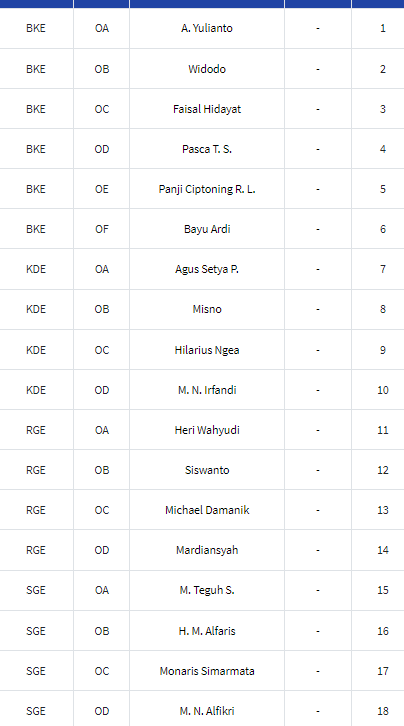 BKE OA A. Yulianto - 1
BKE OB Widodo - 2
BKE OC Faisal Hidayat - 3
BKE OD Pasca T. S. - 4
BKE OE Panji Ciptoning R. L. - 5
BKE OF Bayu Ardi - 6
KDE OA Agus Setya P. - 7
KDE OB Misno - 8
KDE OC Hilarius Ngea - 9
KDE OD M. N. Irfandi - 10
RGE OA Heri Wahyudi - 11
RGE OB Siswanto - 12
RGE OC Michael Damanik - 13
RGE OD Mardiansyah - 14
SGE OA M. Teguh S. - 15
SGE OB H. M. Alfaris - 16
SGE OC Monaris Simarmata - 17
SGE OD M. N. Alfikri - 18